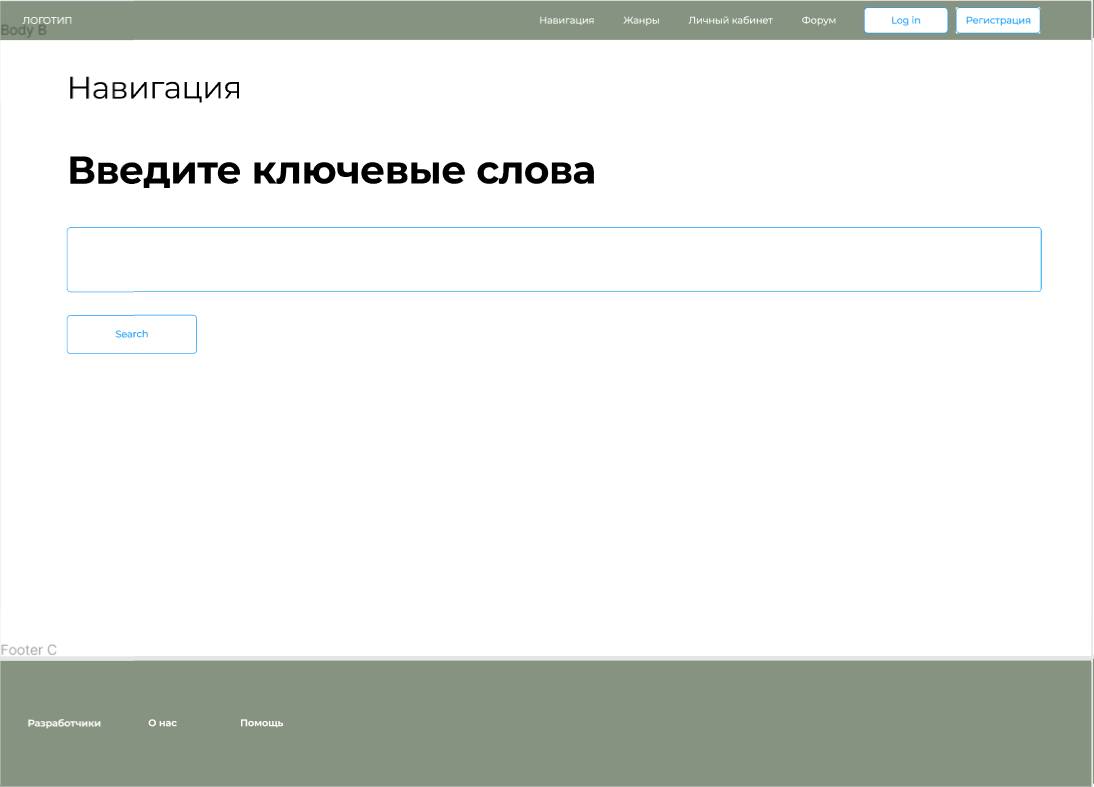 ЛОГОТИП
Навигация Жанры Личный кабинет Форум Log in Регистрация
Body B
Навигация
Введите ключевые слова
Search
Footer C
Разработчики О нас Помощь